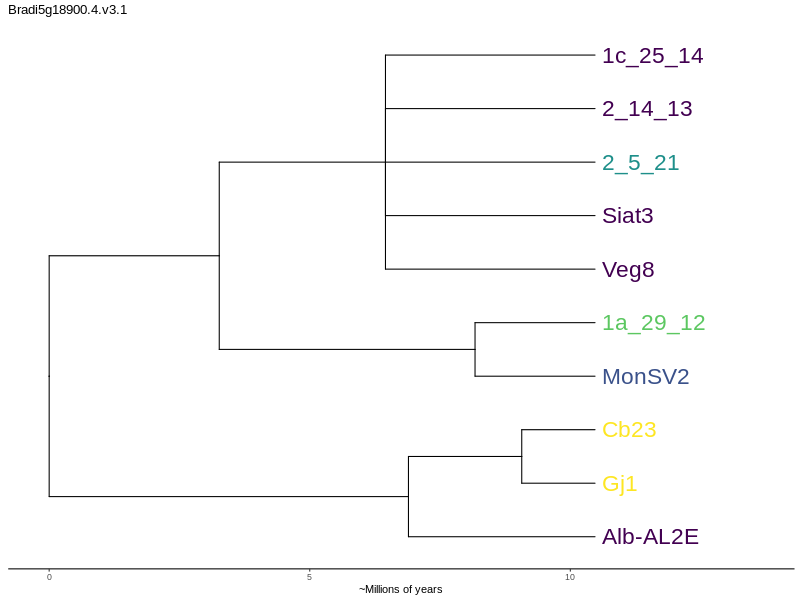 Bradi5g18900.4.v3.1
1c_25_14
2_14_13
2_5_21
Siat3
Veg8
1a_29_12
MonSV2
Cb23
Gj1
Alb-AL2E
0 5 10
~Millions of years